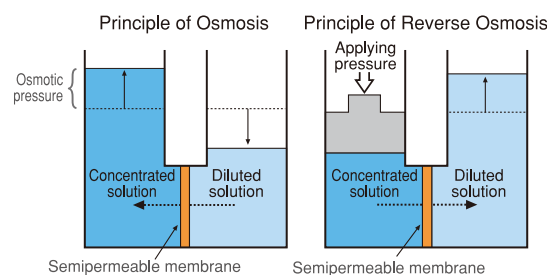 Principle of Osmosis
Osmotic
pressure
Concentrated
solution
Diluted
solution
Semipermeable membrane
Principle of Reverse Osmosis
Applying
pressure
Concentrated
solution
Diluted
solution
Semipermeable membrane